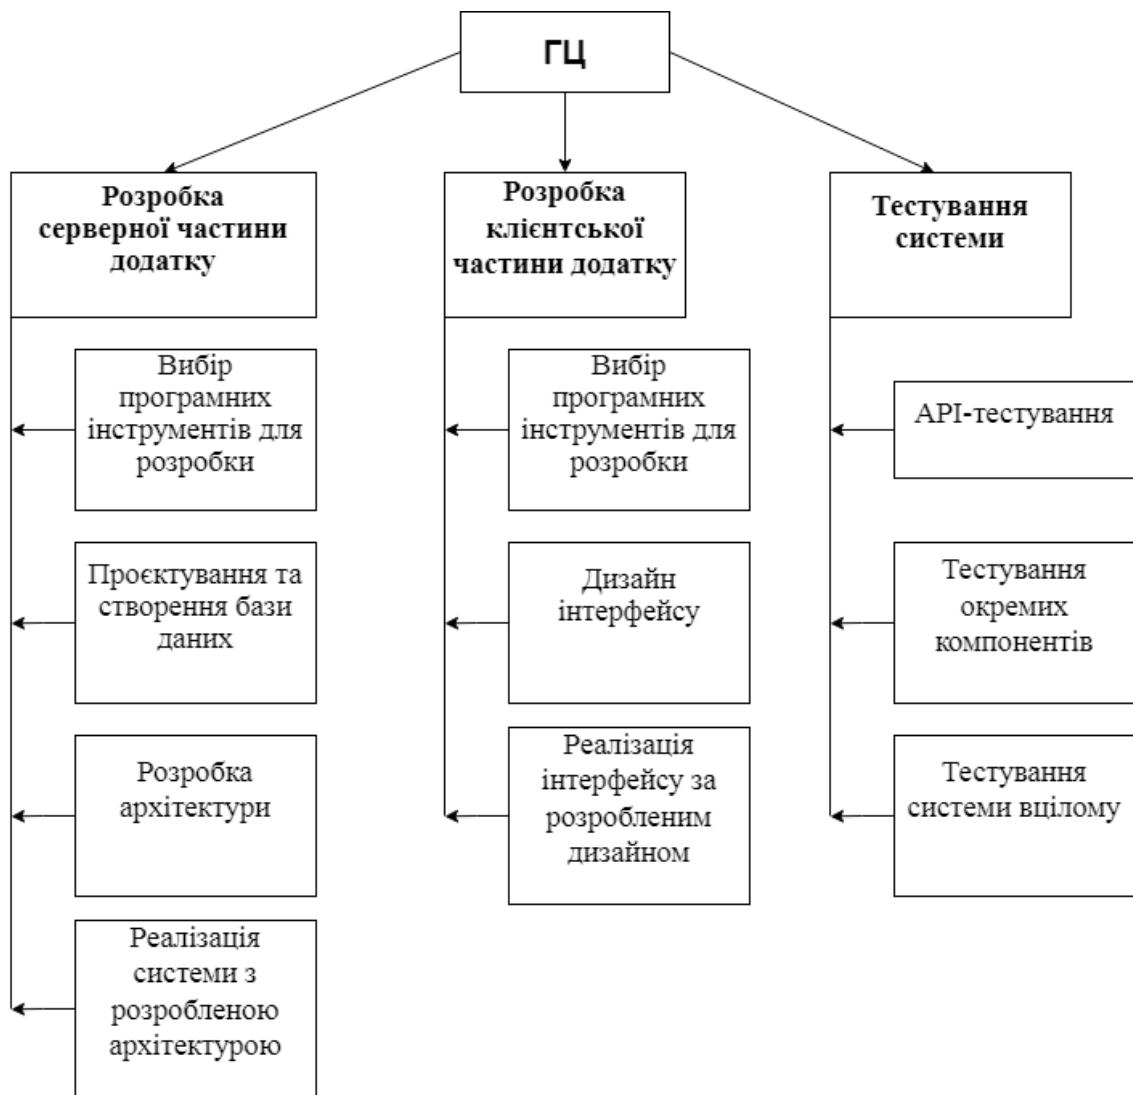 ГЦ
Розробка
серверної частини
додатку
Вибір
програмних
інструментів для
розробки
Проєктування та
створення бази
даних
Розробка
архітектури
Реалізація
системи з
розробленою
архітектурою
Розробка
клієнтської
частини додатку
Вибір
програмних
інструментів для
розробки
Дизайн
інтерфейсу
Реалізація
інтерфейсу за
розробленим
дизайном
Тестування
системи
API-тестування
Тестування
окремих
компонентів
Тестування
системи вцілому